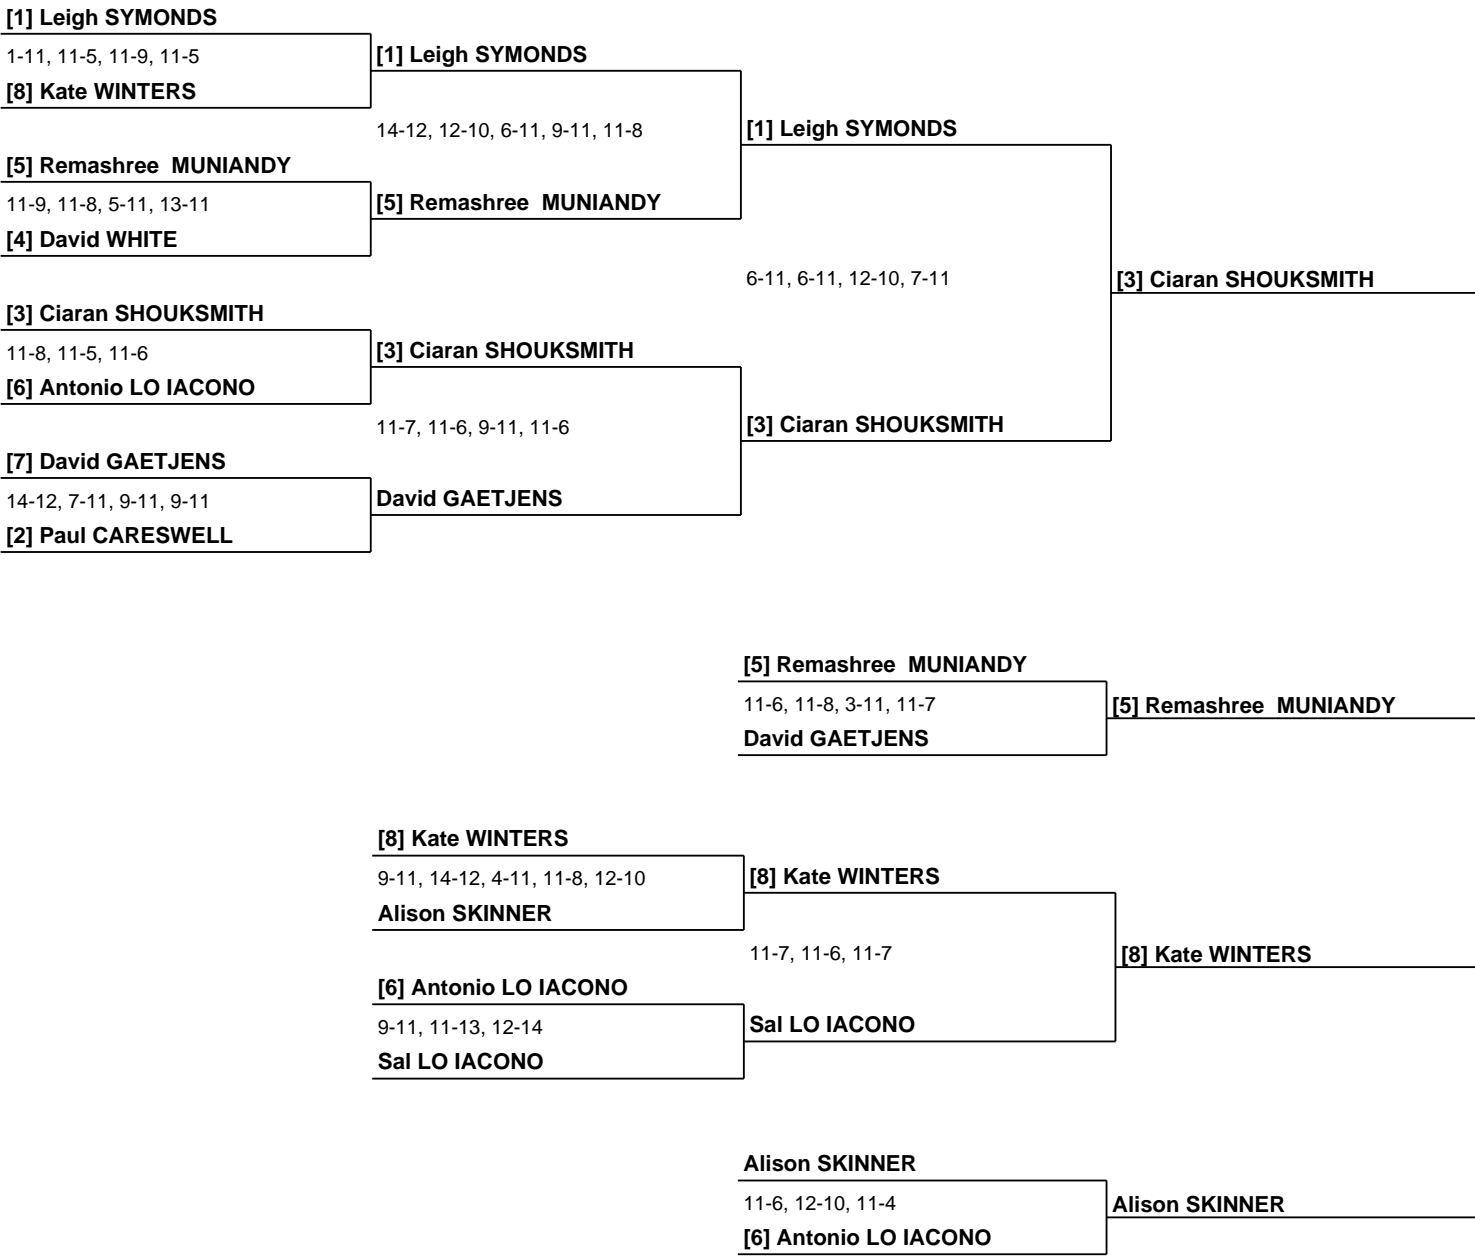 [1] Leigh SYMONDS
1-11, 11-5, 11-9, 11-5
[1] Leigh SYMONDS
[8] Kate WINTERS
14-12, 12-10, 6-11, 9-11, 11-8
[1] Leigh SYMONDS
[5] Remashree MUNIANDY
11-9, 11-8, 5-11, 13-11
[5] Remashree MUNIANDY
[4] David WHITE
6-11, 6-11, 12-10, 7-11
[3] Ciaran SHOUKSMITH
[3] Ciaran SHOUKSMITH
11-8, 11-5, 11-6
[3] Ciaran SHOUKSMITH
[6] Antonio LO IACONO
11-7, 11-6, 9-11, 11-6
[3] Ciaran SHOUKSMITH
[7] David GAETJENS
14-12, 7-11, 9-11, 9-11
David GAETJENS
[2] Paul CARESWELL
[5] Remashree MUNIANDY
11-6, 11-8, 3-11, 11-7
[5] Remashree MUNIANDY
David GAETJENS
[8] Kate WINTERS
9-11, 14-12, 4-11, 11-8, 12-10
[8] Kate WINTERS
Alison SKINNER
11-7, 11-6, 11-7
[8] Kate WINTERS
[6] Antonio LO IACONO
9-11, 11-13, 12-14
Sal LO IACONO
Sal LO IACONO
Alison SKINNER
11-6, 12-10, 11-4
Alison SKINNER
[6] Antonio LO IACONO